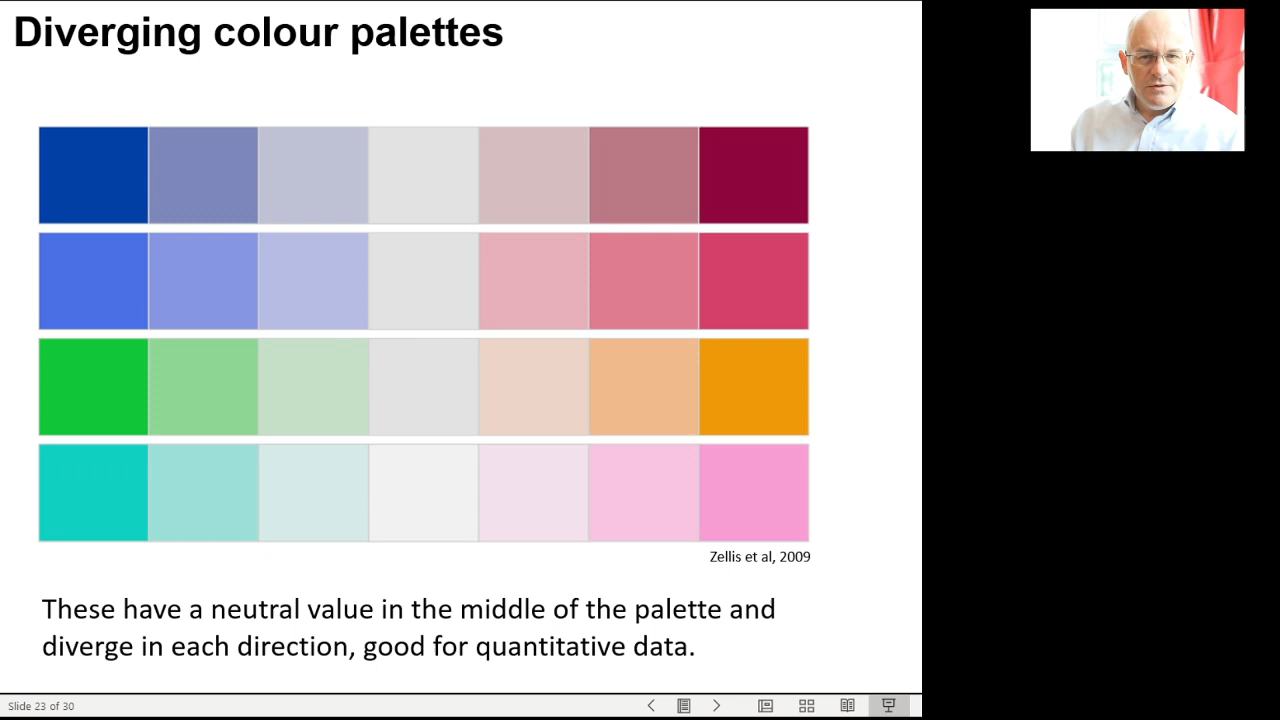 Diverging colour palettes
Zellis et al, 2009
These have a neutral value in the middle of the palette and
diverge in each direction, good for quantitative data.
Slide 23 of 30